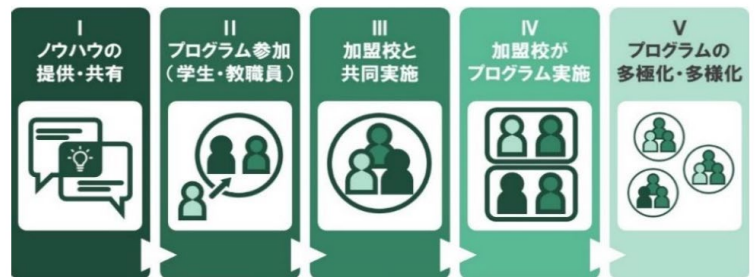 I
ノウハウの
提供・共有
II
プログラム参加
（学生・教職員）
III
加盟校と
共同実施
IV
加盟校が
プログラム実施
V
プログラムの
多極化・多様化